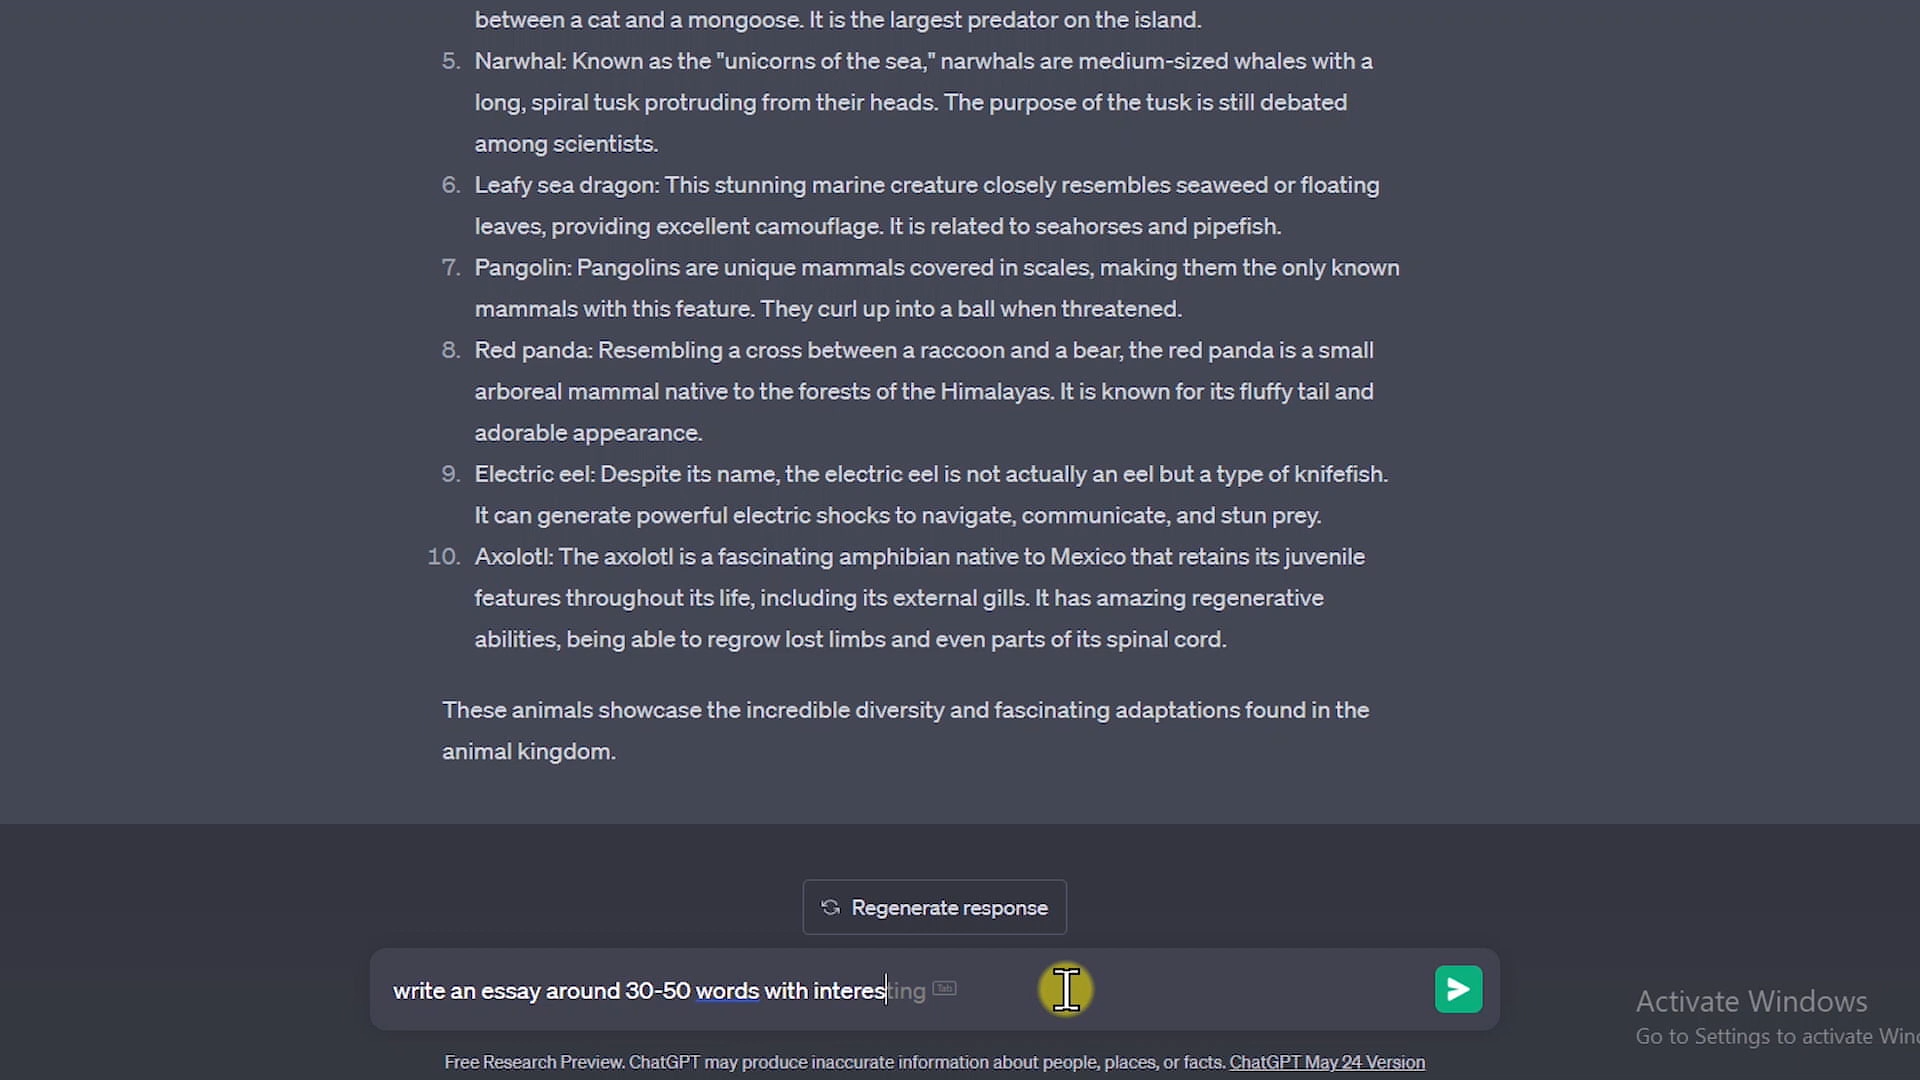 between a cat and a mongoose. It is the largest predator on the island.
5. Narwhal: Known as the "unicorns of the sea," narwhals are medium-sized whales with a
long, spiral tusk protruding from their heads. The purpose of the tusk is still debated
among scientists.
6. Leafy sea dragon: This stunning marine creature closely resembles seaweed or floating
leaves, providing excellent camouflage. It is related to seahorses and pipefish.
7. Pangolin: Pangolins are unique mammals covered in scales, making them the only known
mammals with this feature. They curl up into a ball when threatened.
8. Red panda: Resembling a cross between a raccoon and a bear, the red panda is a small
arboreal mammal native to the forests of the Himalayas. It is known for its fluffy tail and
adorable appearance.
9. Electric eel: Despite its name, the electric eel is not actually an eel but a type of knifefish.
It can generate powerful electric shocks to navigate, communicate, and stun prey.
10. Axolotl: The axolotl is a fascinating amphibian native to Mexico that retains its juvenile
features throughout its life, including its external gills. It has amazing regenerative
abilities, being able to regrow lost limbs and even parts of its spinal cord.
These animals showcase the incredible diversity and fascinating adaptations found in the
animal kingdom.
Regenerate response
write an essay around 30-50 words with interesting Tab
Activate Windows
Go to Settings to activate Win
Free Research Preview. ChatGPT may produce inaccurate information about people, places, or facts. ChatGPT May 24 Version